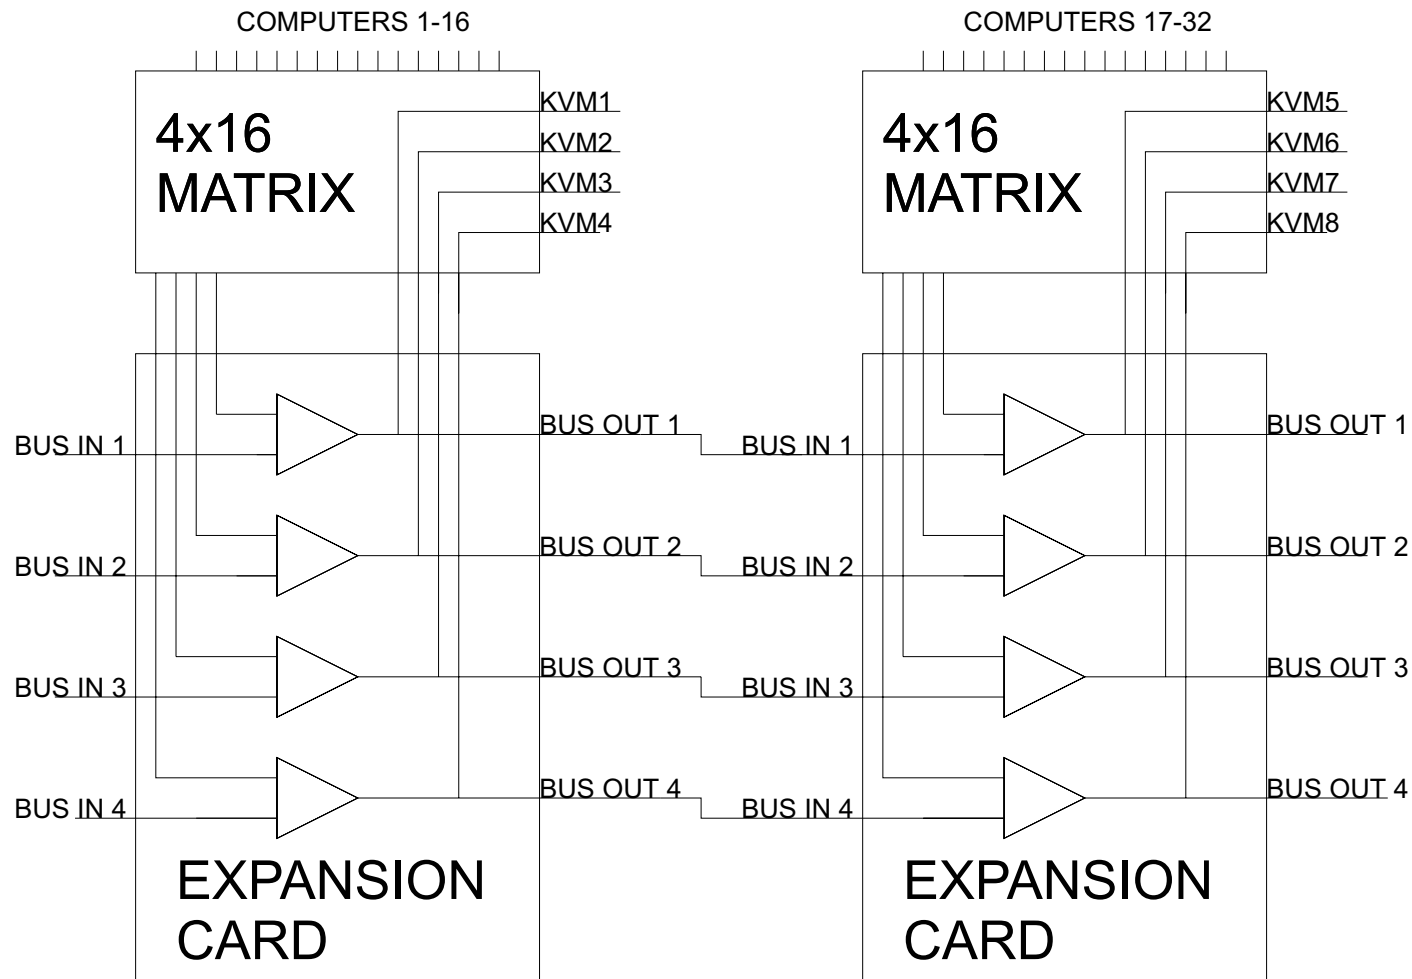 COMPUTERS 1-16
COMPUTERS 17-32
4x16
MATRIX
KVM1
KVM2
KVM3
KVM4
4x16
MATRIX
KVM5
KVM6
KVM7
KVM8
BUS IN 1
BUS OUT 1
BUS IN 1
BUS OUT 1
BUS IN 2
BUS OUT 2
BUS IN 2
BUS OUT 2
BUS IN 3
BUS OUT 3
BUS IN 3
BUS OUT 3
BUS IN 4
BUS OUT 4
BUS IN 4
BUS OUT 4
EXPANSION
CARD
EXPANSION
CARD